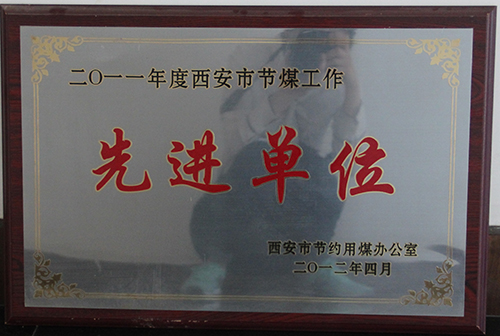 二〇一一年度西安市节煤工作
先进单位
西安市节约用煤办公室
二〇一二年四月